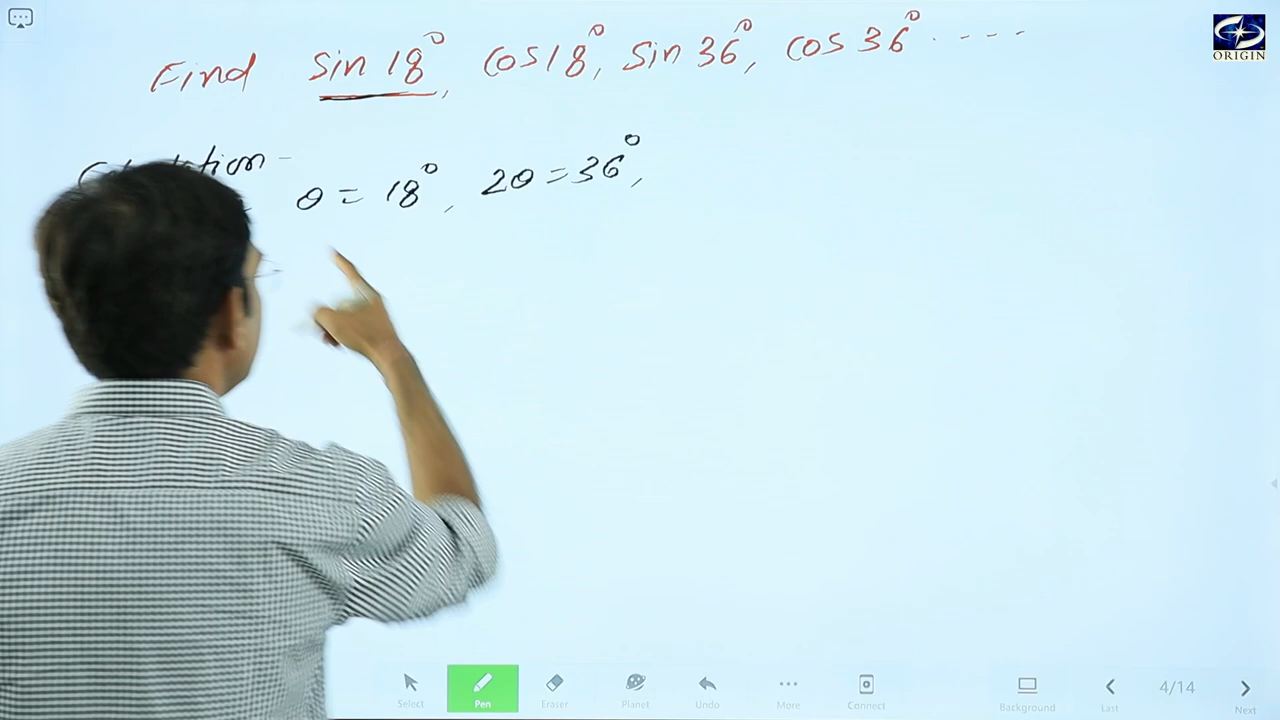 Find sin 18°, cos 18°, sin 36°, cos 36° ----
θ = 18°, 2θ = 36°,
ORIGIN
Select Pen Eraser Planet Undo More Connect Background Last 4/14 Next